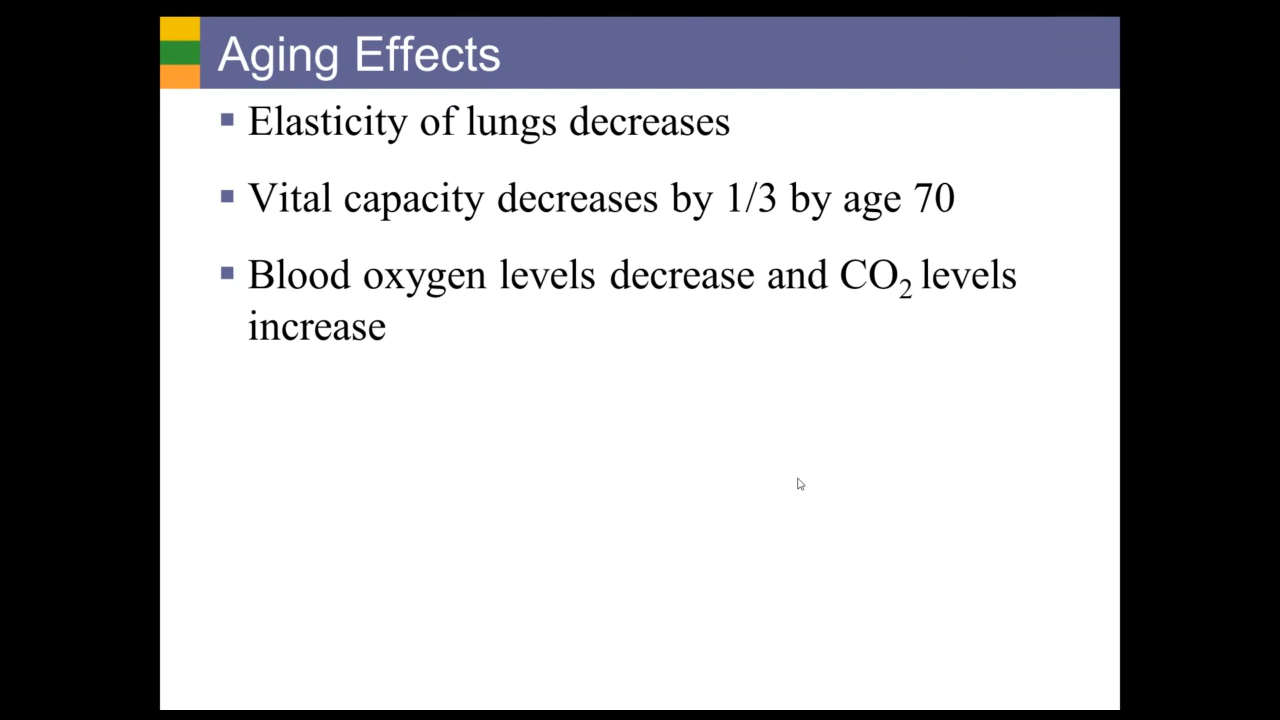 Aging Effects
▪ Elasticity of lungs decreases
▪ Vital capacity decreases by 1/3 by age 70
▪ Blood oxygen levels decrease and CO₂ levels
increase